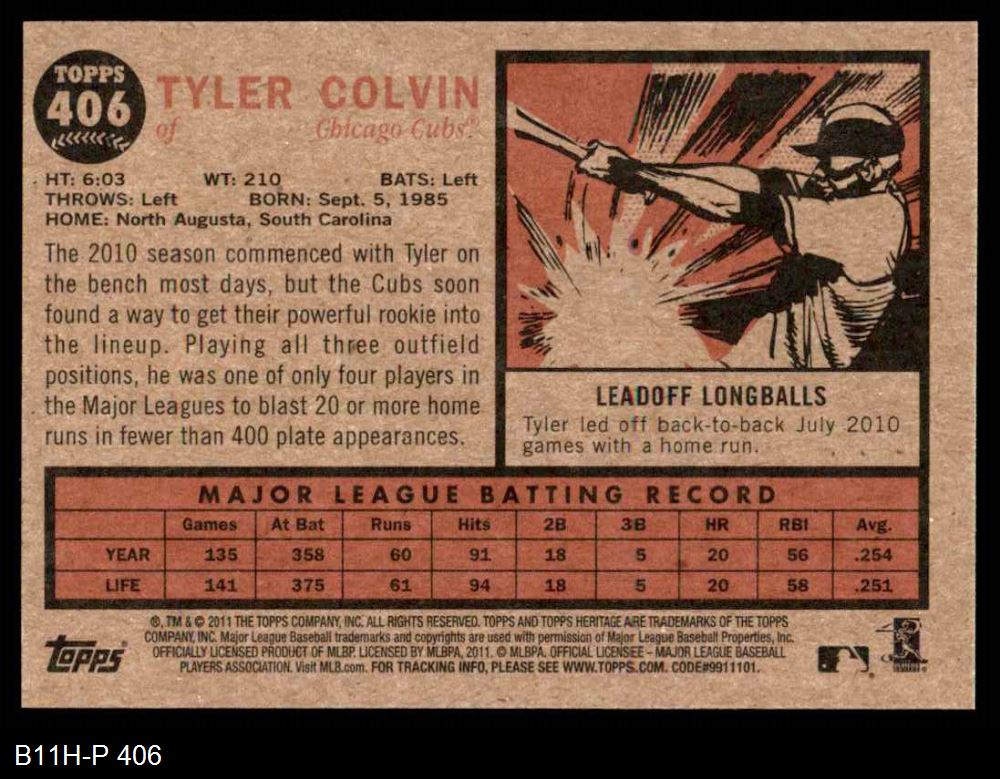 TOPPS
406
TYLER COLVIN
of Chicago Cubs®
HT: 6:03 WT: 210 BATS: Left
THROWS: Left BORN: Sept. 5, 1985
HOME: North Augusta, South Carolina
The 2010 season commenced with Tyler on
the bench most days, but the Cubs soon
found a way to get their powerful rookie into
the lineup. Playing all three outfield
positions, he was one of only four players in
the Major Leagues to blast 20 or more home
runs in fewer than 400 plate appearances.
LEADOFF LONGBALLS
Tyler led off back-to-back July 2010
games with a home run.
MAJOR LEAGUE BATTING RECORD
Games At Bat Runs Hits 2B 3B HR RBI Avg.
YEAR 135 358 60 91 18 5 20 56 .254
LIFE 141 375 61 94 18 5 20 58 .251
®, TM & © 2011 THE TOPPS COMPANY, INC. ALL RIGHTS RESERVED. TOPPS AND TOPPS HERITAGE ARE TRADEMARKS OF THE TOPPS
COMPANY, INC. Major League Baseball trademarks and copyrights are used with permission of Major League Baseball Properties, Inc.
OFFICIALLY LICENSED PRODUCT OF MLBP. LICENSED BY MLBPA, 2011. © MLBPA. OFFICIAL LICENSEE – MAJOR LEAGUE BASEBALL
PLAYERS ASSOCIATION. Visit MLB.com. FOR TRACKING INFO, PLEASE SEE WWW.TOPPS.COM. CODE#9911101.
Topps
B11H-P 406